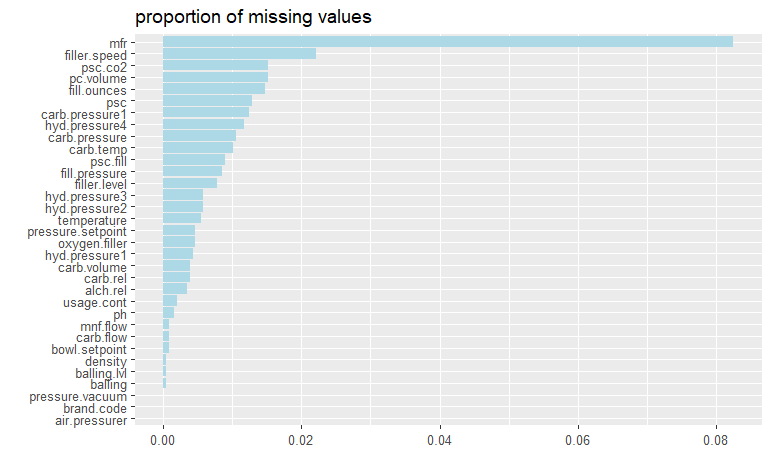 proportion of missing values
mfr
filler.speed
psc.co2
pc.volume
fill.ounces
psc
carb.pressure1
hyd.pressure4
carb.pressure
carb.temp
psc.fill
fill.pressure
filler.level
hyd.pressure3
hyd.pressure2
temperature
pressure.setpoint
oxygen.filler
hyd.pressure1
carb.volume
carb.rel
alch.rel
usage.cont
ph
mnf.flow
carb.flow
bowl.setpoint
density
balling.lvl
balling
pressure.vacuum
brand.code
air.pressurer
0.00 0.02 0.04 0.06 0.08